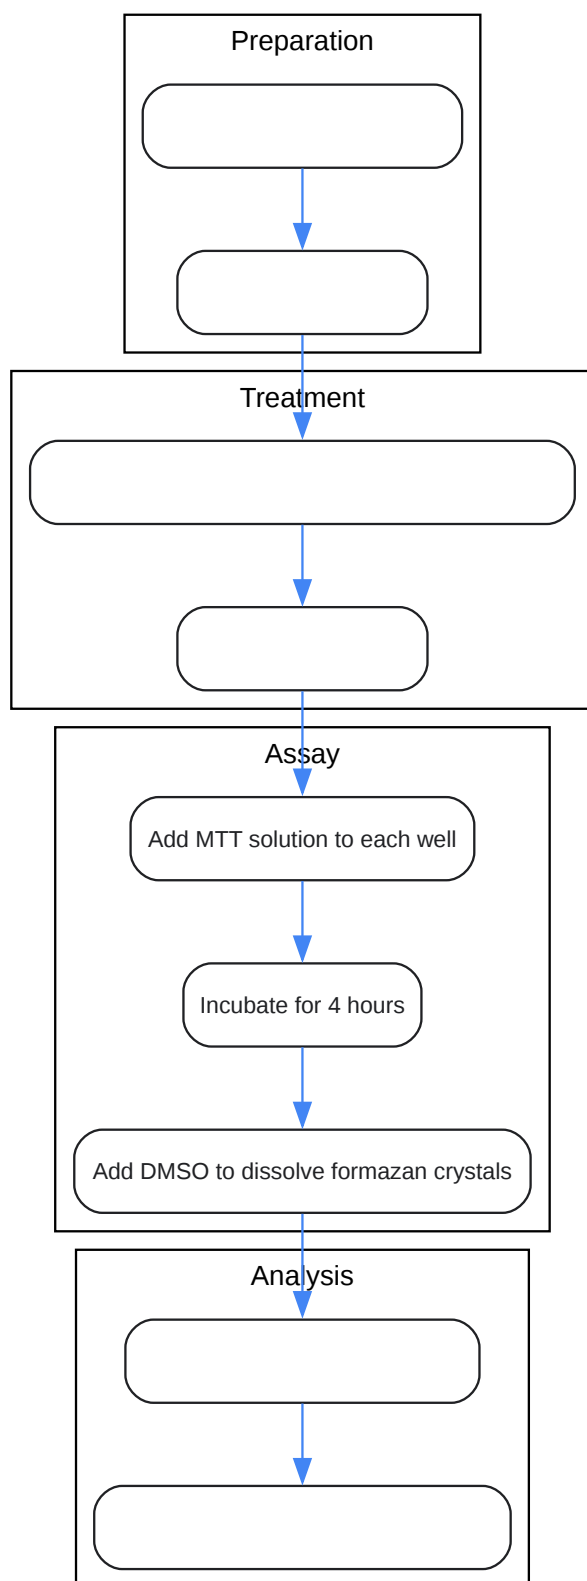 Preparation
Treatment
Assay
Add MTT solution to each well
Incubate for 4 hours
Add DMSO to dissolve formazan crystals
Analysis